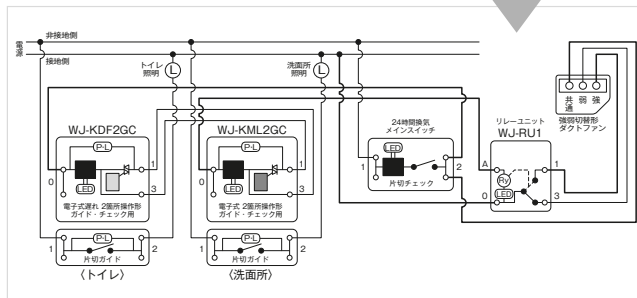 非接地側
電源
接地側
トイレ
照明
L
洗面所
照明
L
共通 弱 強
強弱切替形
ダクトファン
WJ-KDF2GC
P・L
0
1
3
LED
電子式遅れ 2箇所操作形
ガイド・チェック用
WJ-KML2GC
P・L
0
1
3
LED
電子式 2箇所操作形
ガイド・チェック用
24時間換気
メインスイッチ
LED
1
2
片切チェック
リレーユニット
WJ-RU1
A
Ry
LED
0
1
3
P・L
1
2
片切ガイド
〈トイレ〉
P・L
1
2
片切ガイド
〈洗面所〉